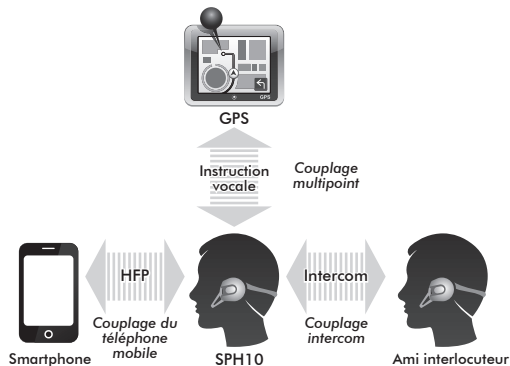 GPS
GPS
Instruction
vocale
Couplage
multipoint
HFP
Intercom
Couplage du
téléphone
mobile
Couplage
intercom
Smartphone
SPH10
Ami interlocuteur